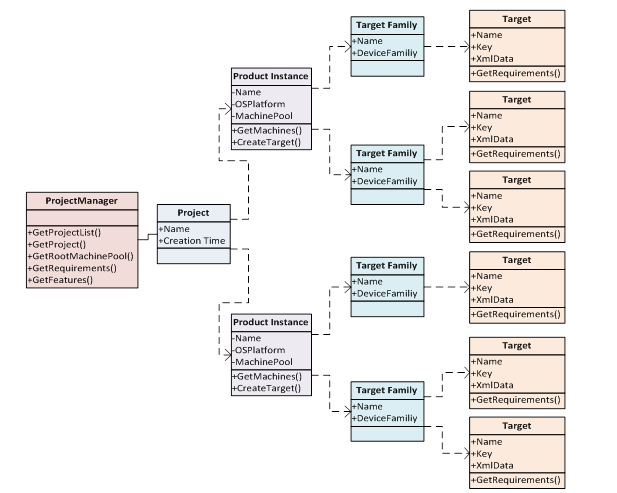 ProjectManager
+GetProjectList()
+GetProject()
+GetRootMachinePool()
+GetRequirements()
+GetFeatures()
Project
+Name
+Creation Time
Product Instance
-Name
-OSPlatform
-MachinePool
+GetMachines()
+CreateTarget()
Target Family
+Name
+DeviceFamiliy
Target
+Name
+Key
+XmlData
+GetRequirements()
Target Family
+Name
+DeviceFamiliy
Target
+Name
+Key
+XmlData
+GetRequirements()
Target
+Name
+Key
+XmlData
+GetRequirements()
Product Instance
-Name
-OSPlatform
-MachinePool
+GetMachines()
+CreateTarget()
Target Family
+Name
+DeviceFamiliy
Target
+Name
+Key
+XmlData
+GetRequirements()
Target Family
+Name
+DeviceFamiliy
Target
+Name
+Key
+XmlData
+GetRequirements()
Target
+Name
+Key
+XmlData
+GetRequirements()